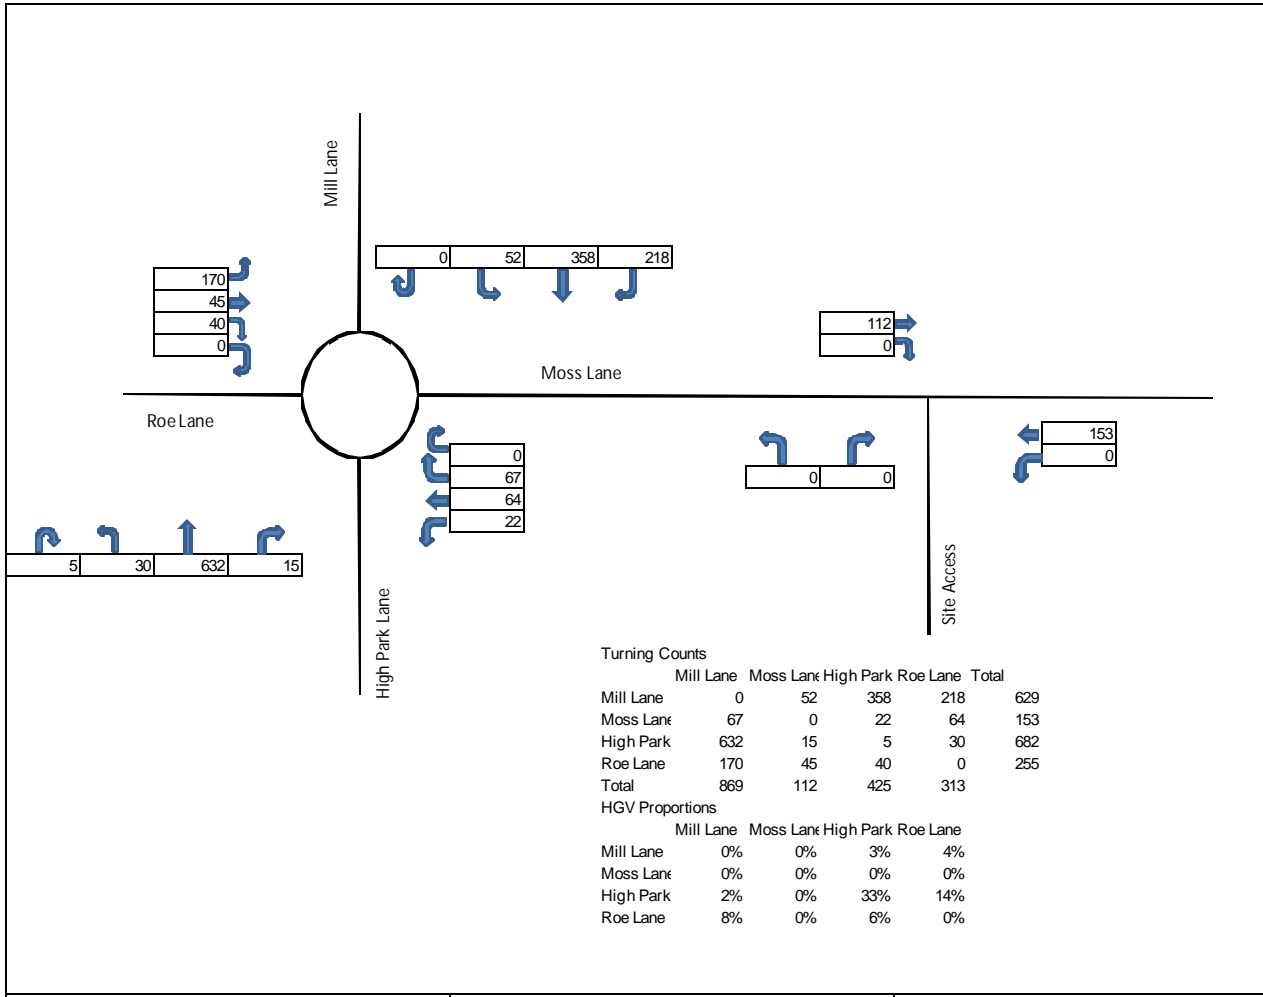 Mill Lane
0 52 358 218
170
45
40
0
112
0
Moss Lane
Roe Lane
153
0
0
67
64
22
0 0
5 30 632 15
High Park Lane
Site Access
Turning Counts
Mill Lane Moss Lane High Park Roe Lane Total
Mill Lane 0 52 358 218 629
Moss Lane 67 0 22 64 153
High Park 632 15 5 30 682
Roe Lane 170 45 40 0 255
Total 869 112 425 313
HGV Proportions
Mill Lane Moss Lane High Park Roe Lane
Mill Lane 0% 0% 3% 4%
Moss Lane 0% 0% 0% 0%
High Park 2% 0% 33% 14%
Roe Lane 8% 0% 6% 0%